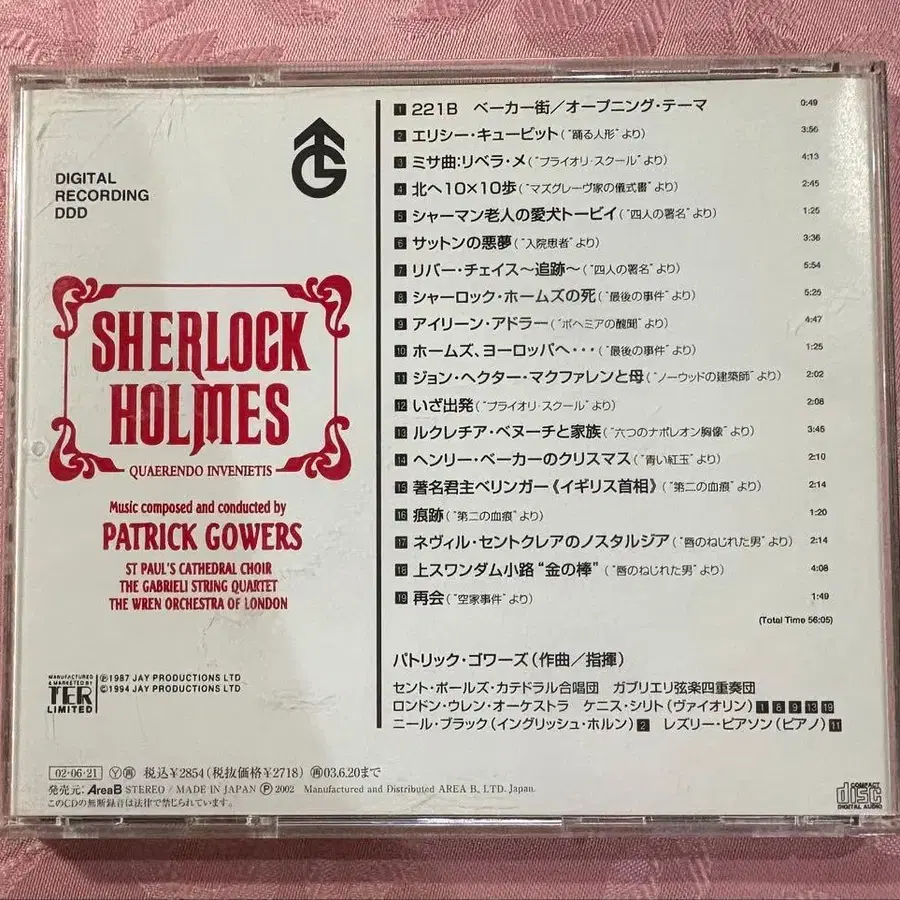 DIGITAL
RECORDING
DDD
TG
SHERLOCK
HOLMES
QUAERENDO INVENIETIS
Music composed and conducted by
PATRICK GOWERS
ST PAUL'S CATHEDRAL CHOIR
THE GABRIELI STRING QUARTET
THE WREN ORCHESTRA OF LONDON
MANUFACTURED
& MARKETED BY
TER
LIMITED
Ⓟ1987 JAY PRODUCTIONS LTD
©1994 JAY PRODUCTIONS LTD
1 221B ベーカー街/オープニング・テーマ 0:49
2 エリシー・キュービット(“踊る人形”より) 3:56
3 ミサ曲:リベラ・メ(“プライオリ・スクール”より) 4:13
4 北へ10×10歩(“マズグレーヴ家の儀式書”より) 2:45
5 シャーマン老人の愛犬トービイ(“四人の署名”より) 1:25
6 サットンの悪夢(“入院患者”より) 3:36
7 リバー・チェイス〜追跡〜(“四人の署名”より) 5:54
8 シャーロック・ホームズの死(“最後の事件”より) 5:25
9 アイリーン・アドラー(“ボヘミアの醜聞”より) 4:47
10 ホームズ、ヨーロッパへ・・・(“最後の事件”より) 1:25
11 ジョン・ヘクター・マクファレンと母(“ノーウッドの建築師”より) 2:02
12 いざ出発(“プライオリ・スクール”より) 2:08
13 ルクレチア・ベヌーチと家族(“六つのナポレオン胸像”より) 3:45
14 ヘンリー・ベーカーのクリスマス(“青い紅玉”より) 2:10
15 著名君主ベリンガー《イギリス首相》(“第二の血痕”より) 2:14
16 痕跡(“第二の血痕”より) 1:20
17 ネヴィル・セントクレアのノスタルジア(“唇のねじれた男”より) 2:14
18 上スワンダム小路“金の棒”(“唇のねじれた男”より) 4:08
19 再会(“空家事件”より) 1:49
(Total Time 56:05)
パトリック・ゴワーズ(作曲/指揮)
セント・ポールズ・カテドラル合唱団 ガブリエリ弦楽四重奏団
ロンドン・ウレン・オーケストラ ケニス・シリト(ヴァイオリン) 1 8 9 13 19
ニール・ブラック(イングリッシュ・ホルン) 2 レズリー・ピアソン(ピアノ) 11
02・06・21 Ⓨ再 税込¥2854(税抜価格¥2718) 再03.6.20まで
発売元:AreaB STEREO / MADE IN JAPAN Ⓟ 2002 Manufactured and Distributed AREA B, LTD. Japan.
このCDの無断録音は法律で禁じられています。
COMPACT
disc
DIGITAL AUDIO